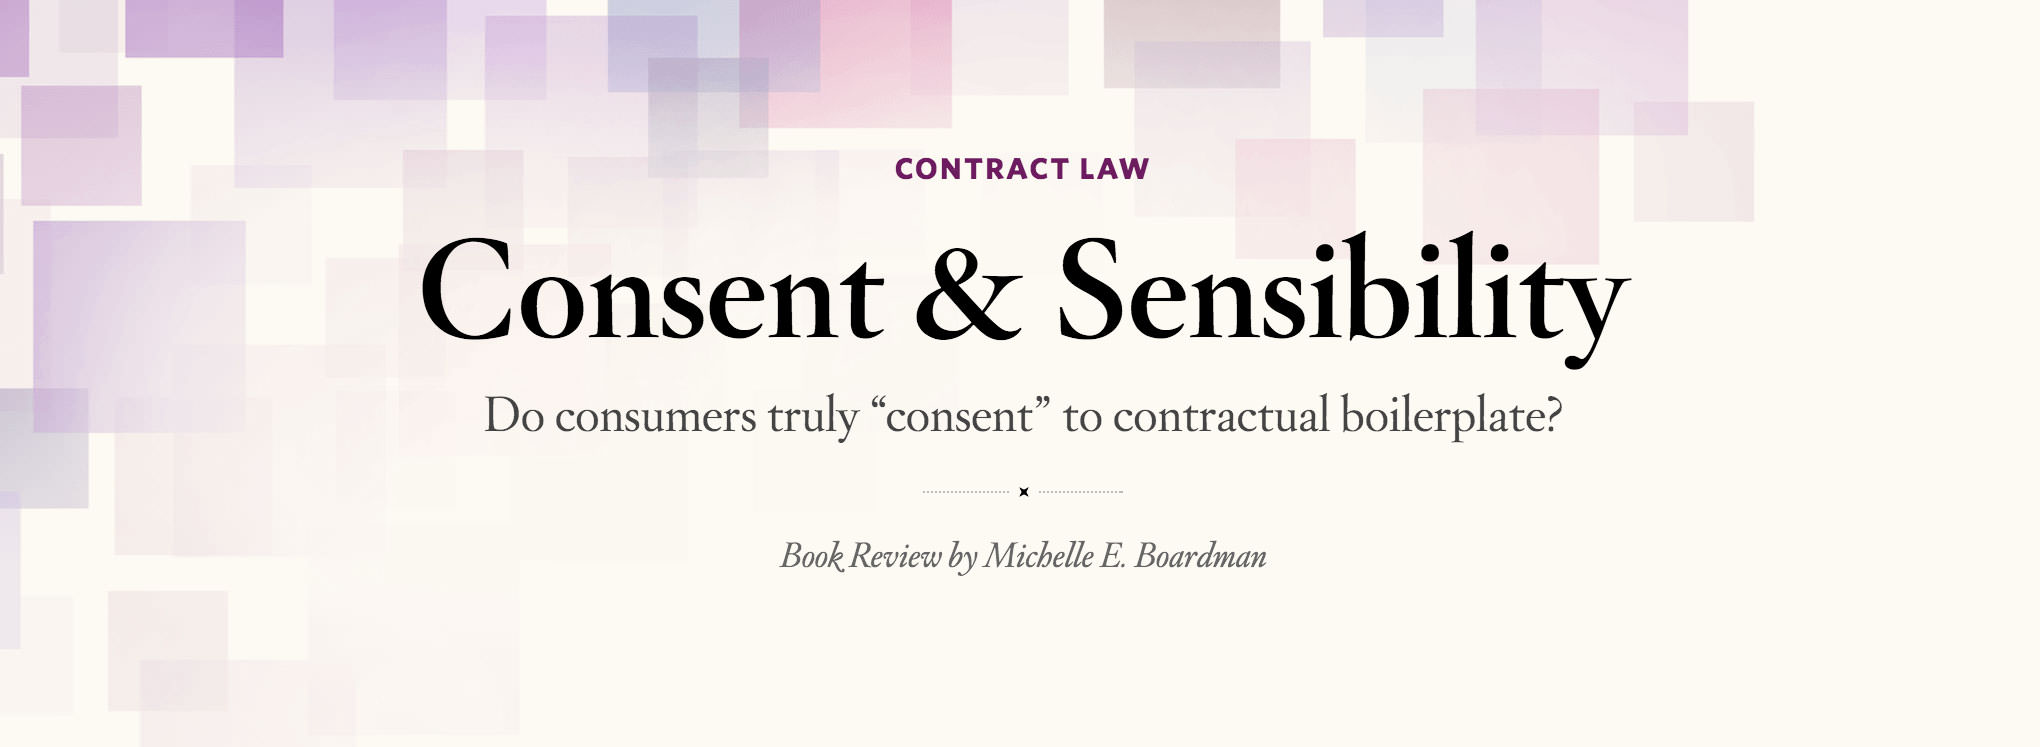 CONTRACT LAW
Consent & Sensibility
Do consumers truly “consent” to contractual boilerplate?
Book Review by Michelle E. Boardman